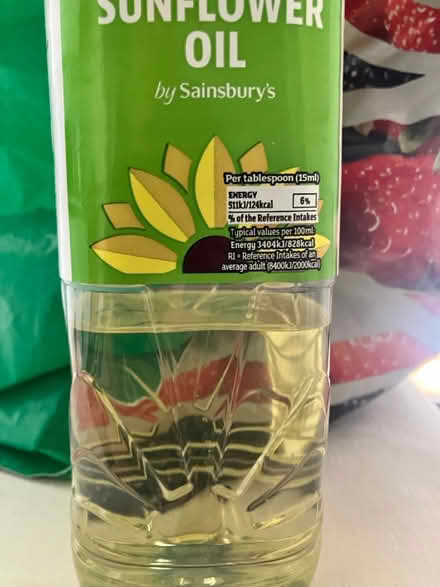 SUNFLOWER
OIL
by Sainsbury's
Per tablespoon (15ml)
ENERGY
511kJ/124kcal 6%
% of the Reference Intakes
Typical values per 100ml:
Energy 3404kJ/828kcal
RI = Reference Intakes of an
average adult (8400kJ/2000kcal)